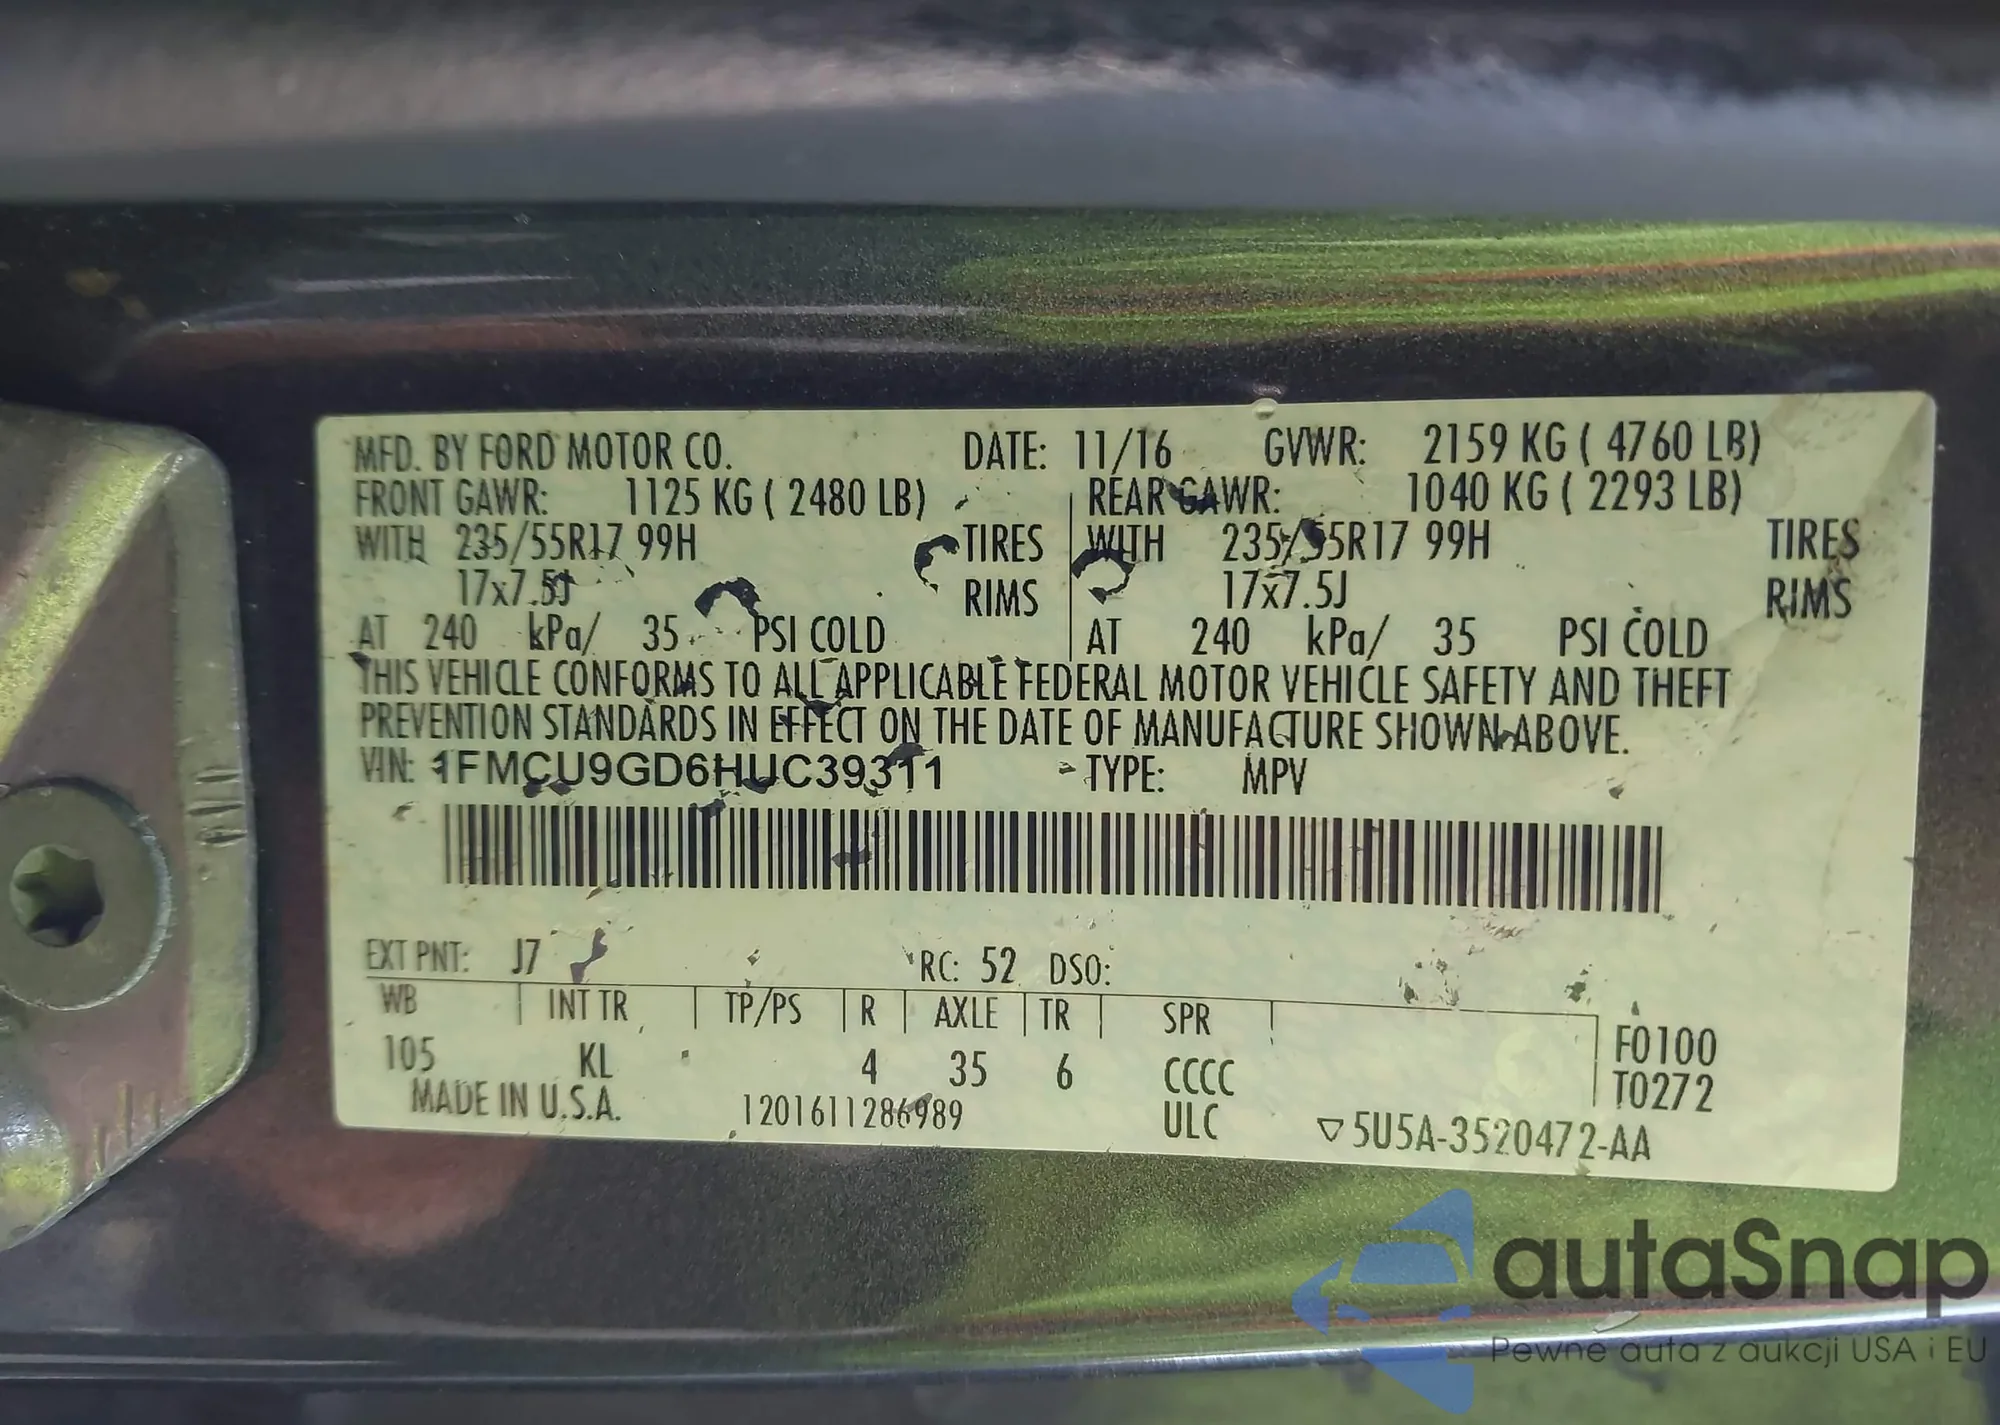 MFD. BY FORD MOTOR CO. DATE: 11/16 GVWR: 2159 KG ( 4760 LB)
FRONT GAWR: 1125 KG ( 2480 LB) REAR GAWR: 1040 KG ( 2293 LB)
WITH 235/55R17 99H TIRES WITH 235/55R17 99H TIRES
17x7.5J RIMS 17x7.5J RIMS
AT 240 kPa/ 35 PSI COLD AT 240 kPa/ 35 PSI COLD
THIS VEHICLE CONFORMS TO ALL APPLICABLE FEDERAL MOTOR VEHICLE SAFETY AND THEFT
PREVENTION STANDARDS IN EFFECT ON THE DATE OF MANUFACTURE SHOWN ABOVE.
VIN: 1FMCU9GD6HUC39311 TYPE: MPV
EXT PNT: J7 RC: 52 DSO:
WB INT TR TP/PS R AXLE TR SPR
105 KL 4 35 6 CCCC F0100
T0272
MADE IN U.S.A. 1201611286989 ULC ▽5U5A-3520472-AA
autaSnap
Pewne auta z aukcji USA i EU